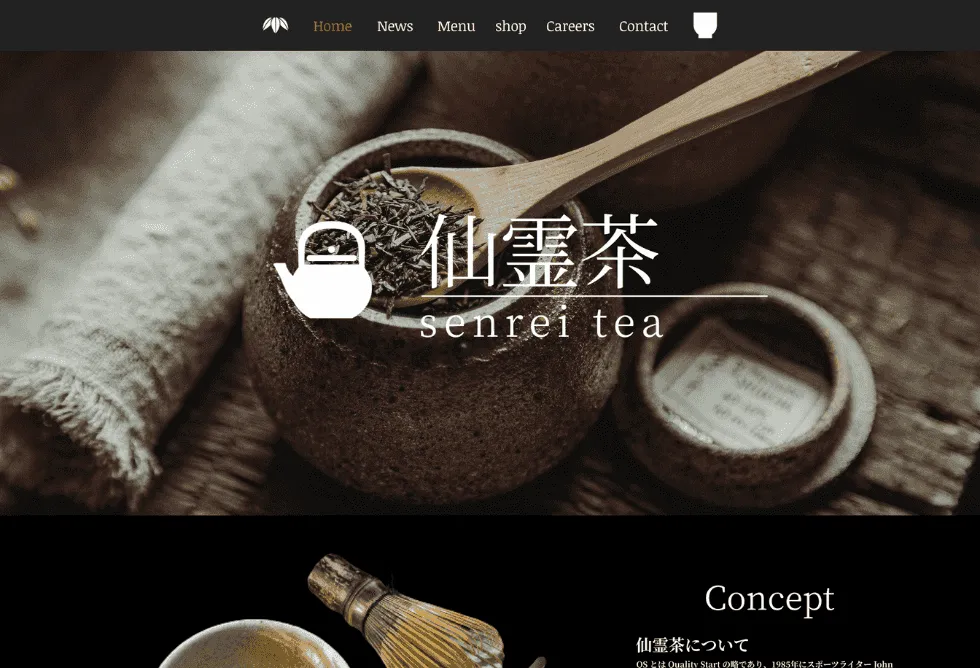 Home News Menu shop Careers Contact
仙霊茶
senrei tea
Concept
仙霊茶について
QS とは Quality Start の略であり、1985年にスポーツライター John